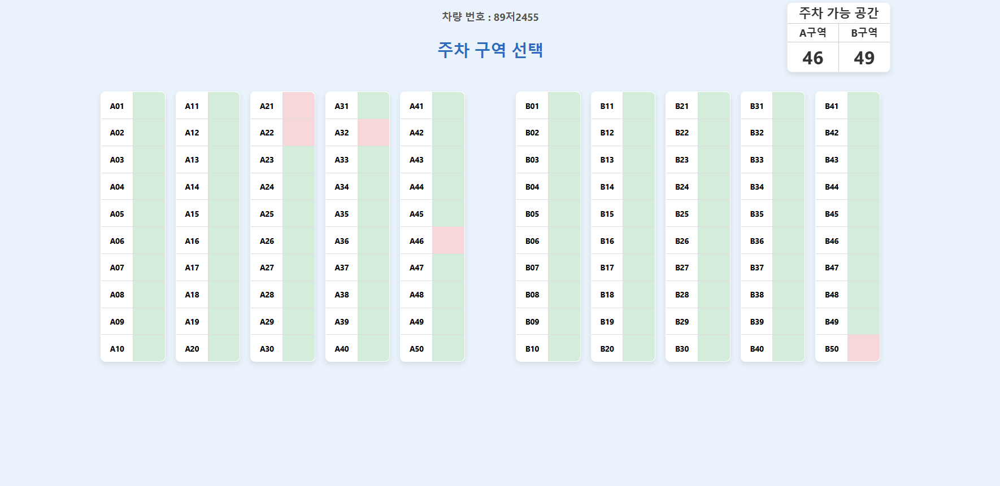 차량 번호 : 89저2455
주차 구역 선택
주차 가능 공간
A구역 B구역
46 49
A01 A11 A21 A31 A41 B01 B11 B21 B31 B41
A02 A12 A22 A32 A42 B02 B12 B22 B32 B42
A03 A13 A23 A33 A43 B03 B13 B23 B33 B43
A04 A14 A24 A34 A44 B04 B14 B24 B34 B44
A05 A15 A25 A35 A45 B05 B15 B25 B35 B45
A06 A16 A26 A36 A46 B06 B16 B26 B36 B46
A07 A17 A27 A37 A47 B07 B17 B27 B37 B47
A08 A18 A28 A38 A48 B08 B18 B28 B38 B48
A09 A19 A29 A39 A49 B09 B19 B29 B39 B49
A10 A20 A30 A40 A50 B10 B20 B30 B40 B50